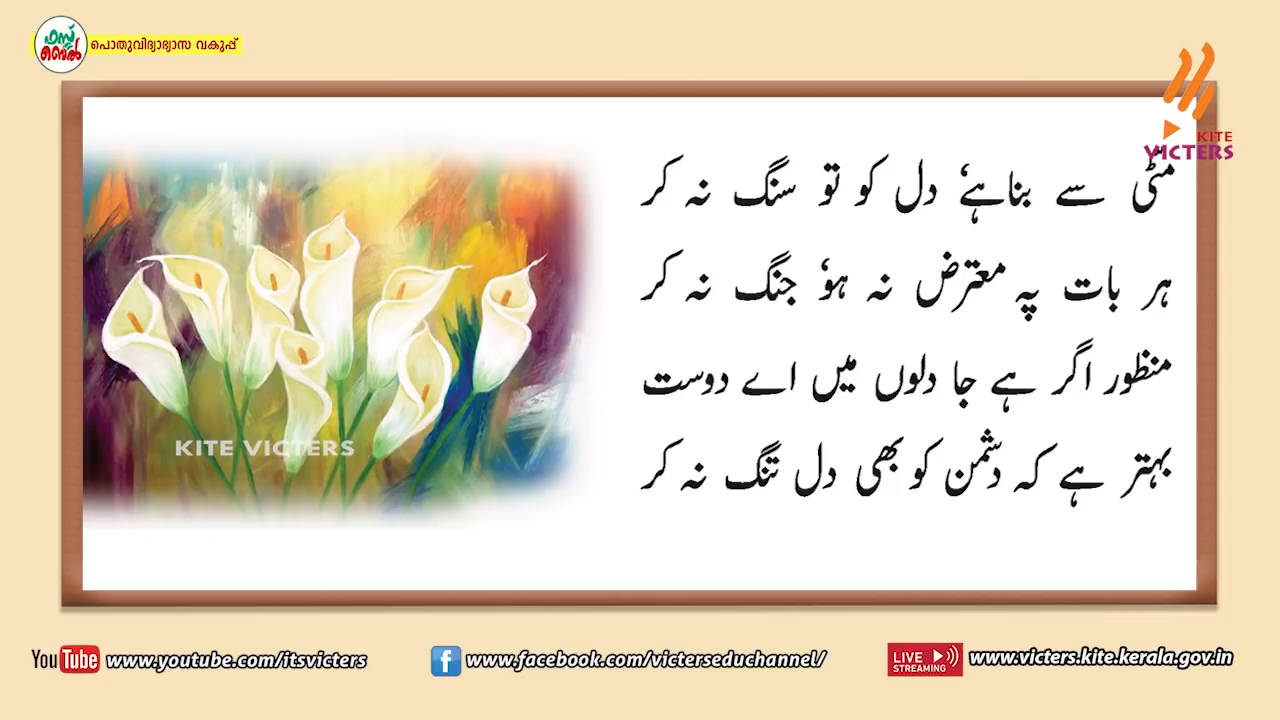 ഫസ്റ്റ് ബെൽ
പൊതുവിദ്യാഭ്യാസ വകുപ്പ്
KITE
VICTERS
مٹی سے بناہے، دل کو تو سنگ نہ کر
ہر بات پہ معترض نہ ہو، جنگ نہ کر
منظور اگر ہے جا دلوں میں اے دوست
بہتر ہے کہ دشمن کو بھی دل تنگ نہ کر
KITE VICTERS
YouTube www.youtube.com/itsvicters
f www.facebook.com/victerseduchannel/
LIVE STREAMING www.victers.kite.kerala.gov.in